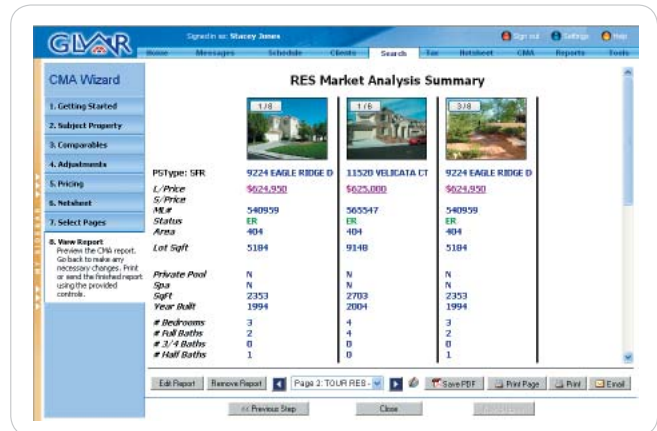 GLVAR
Signed in as: Stacey Jones
Sign out Settings Help
Home Messages Schedule Clients Search Tax Hotsheet CMA Reports Tools
CMA Wizard
1. Getting Started
2. Subject Property
3. Comparables
4. Adjustments
5. Pricing
6. Netsheet
7. Select Pages
8. View Report
Preview the CMA report.
Go back to make any
necessary changes. Print
or send the finished report
using the provided
controls.
MY SIDEBAR
RES Market Analysis Summary
1/8 1/6 3/8
PSType: SFR 9224 EAGLE RIDGE D 11520 VELICATA CT 9224 EAGLE RIDGE D
L/Price $624,950 $625,000 $624,950
S/Price
ML# 540959 565547 540959
Status ER ER ER
Area 404 404 404
Lot Sqft 5184 9148 5184
Private Pool N N N
Spa N N N
SqFt 2353 2703 2353
Year Built 1994 2004 1994
# Bedrooms 3 4 3
# Full Baths 2 4 2
# 3/4 Baths 0 0 0
# Half Baths 1 0 1
Edit Report Remove Report Page 2: TOUR RES - Save PDF Print Page Print Email
<< Previous Step Close